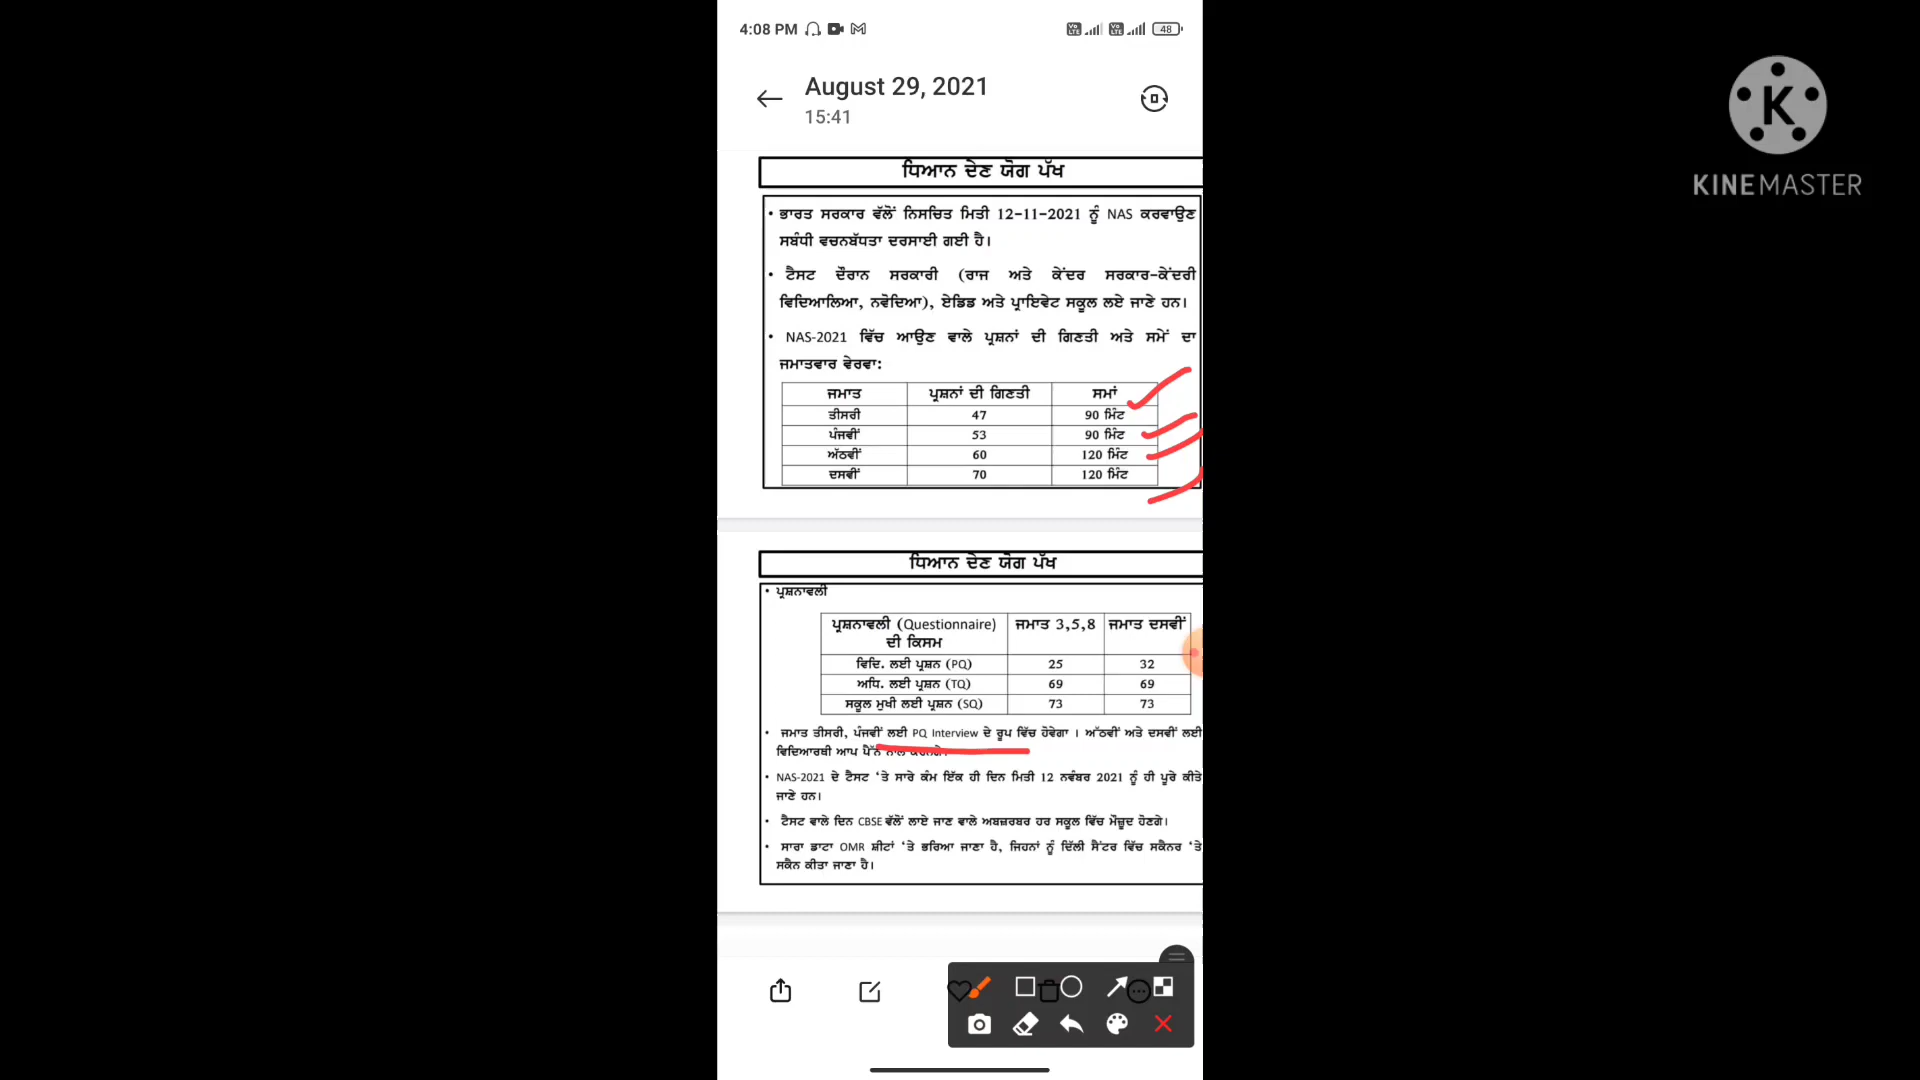 4:08 PM
48
August 29, 2021
15:41
KINEMASTER
ਧਿਆਨ ਦੇਣ ਯੋਗ ਪੱਖ
• ਭਾਰਤ ਸਰਕਾਰ ਵੱਲੋਂ ਨਿਸਚਿਤ ਮਿਤੀ 12-11-2021 ਨੂੰ NAS ਕਰਵਾਉਣ
ਸਬੰਧੀ ਵਚਨਬੱਧਤਾ ਦਰਸਾਈ ਗਈ ਹੈ।
• ਟੈਸਟ ਦੌਰਾਨ ਸਰਕਾਰੀ (ਰਾਜ ਅਤੇ ਕੇਂਦਰ ਸਰਕਾਰ-ਕੇਂਦਰੀ
ਵਿਦਿਆਲਿਆ, ਨਵੋਦਿਆ), ਏਡਿਡ ਅਤੇ ਪ੍ਰਾਇਵੇਟ ਸਕੂਲ ਲਏ ਜਾਣੇ ਹਨ।
• NAS-2021 ਵਿੱਚ ਆਉਣ ਵਾਲੇ ਪ੍ਰਸ਼ਨਾਂ ਦੀ ਗਿਣਤੀ ਅਤੇ ਸਮੇਂ ਦਾ
ਜਮਾਤਵਾਰ ਵੇਰਵਾ:
ਜਮਾਤ ਪ੍ਰਸ਼ਨਾਂ ਦੀ ਗਿਣਤੀ ਸਮਾਂ
ਤੀਸਰੀ 47 90 ਮਿੰਟ
ਪੰਜਵੀਂ 53 90 ਮਿੰਟ
ਅੱਠਵੀਂ 60 120 ਮਿੰਟ
ਦਸਵੀਂ 70 120 ਮਿੰਟ
ਧਿਆਨ ਦੇਣ ਯੋਗ ਪੱਖ
• ਪ੍ਰਸ਼ਨਾਵਲੀ
ਪ੍ਰਸ਼ਨਾਵਲੀ (Questionnaire) ਜਮਾਤ 3,5,8 ਜਮਾਤ ਦਸਵੀਂ
ਦੀ ਕਿਸਮ
ਵਿਦਿ. ਲਈ ਪ੍ਰਸ਼ਨ (PQ) 25 32
ਅਧਿ. ਲਈ ਪ੍ਰਸ਼ਨ (TQ) 69 69
ਸਕੂਲ ਮੁਖੀ ਲਈ ਪ੍ਰਸ਼ਨ (SQ) 73 73
• ਜਮਾਤ ਤੀਸਰੀ, ਪੰਜਵੀਂ ਲਈ PQ Interview ਦੇ ਰੂਪ ਵਿੱਚ ਹੋਵੇਗਾ । ਅੱਠਵੀਂ ਅਤੇ ਦਸਵੀਂ ਲਈ
ਵਿਦਿਆਰਥੀ ਆਪ ਪੈੱਨ ਨਾਲ ਕਰਨਗੇ।
• NAS-2021 ਦੇ ਟੈਸਟ 'ਤੇ ਸਾਰੇ ਕੰਮ ਇੱਕ ਹੀ ਦਿਨ ਮਿਤੀ 12 ਨਵੰਬਰ 2021 ਨੂੰ ਹੀ ਪੂਰੇ ਕੀਤੇ
ਜਾਣੇ ਹਨ।
• ਟੈਸਟ ਵਾਲੇ ਦਿਨ CBSE ਵੱਲੋਂ ਲਾਏ ਜਾਣ ਵਾਲੇ ਅਬਜ਼ਰਬਰ ਹਰ ਸਕੂਲ ਵਿੱਚ ਮੌਜੂਦ ਹੋਣਗੇ।
• ਸਾਰਾ ਡਾਟਾ OMR ਸ਼ੀਟਾਂ 'ਤੇ ਭਰਿਆ ਜਾਣਾ ਹੈ, ਜਿਹਨਾਂ ਨੂੰ ਦਿੱਲੀ ਸੈਂਟਰ ਵਿੱਚ ਸਕੈਨਰ 'ਤੇ
ਸਕੈਨ ਕੀਤਾ ਜਾਣਾ ਹੈ।